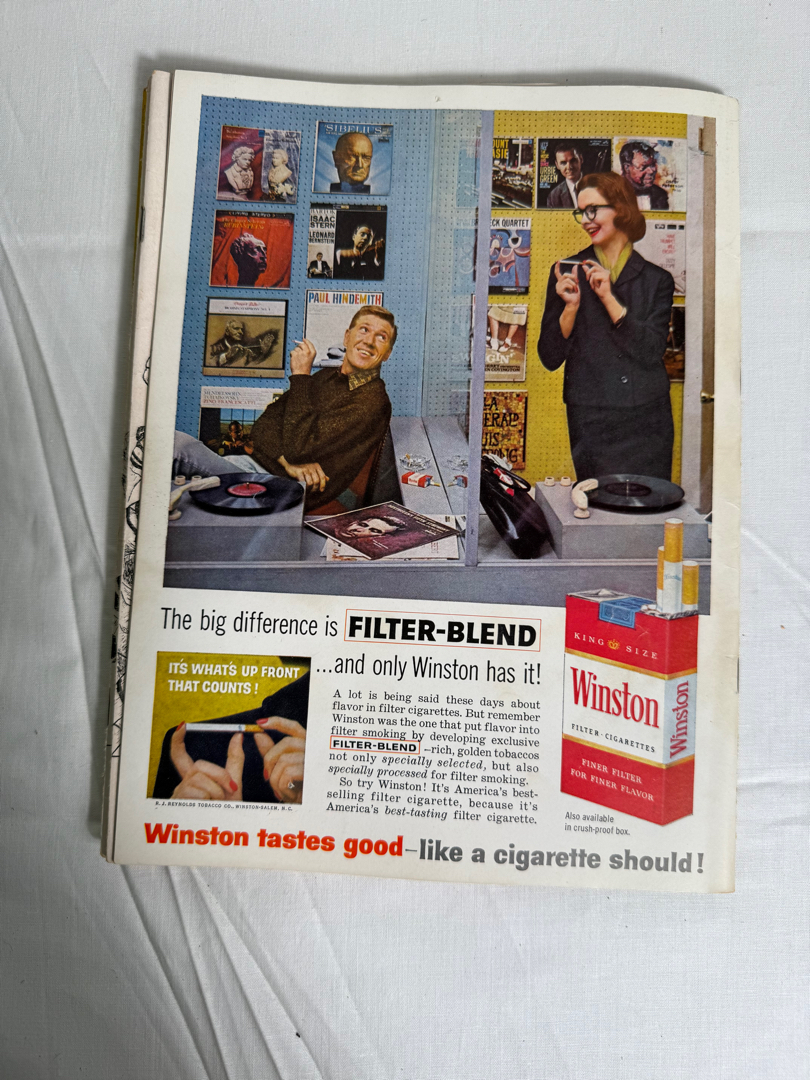 SIBELIUS
ISAAC
STERN
LEONARD
BERNSTEIN
PAUL HINDEMITH
URBIE
GREEN
CK QUARTET
GIN'
The big difference is FILTER-BLEND
...and only Winston has it!
IT'S WHAT'S UP FRONT
THAT COUNTS!
A lot is being said these days about
flavor in filter cigarettes. But remember
Winston was the one that put flavor into
filter smoking by developing exclusive
FILTER-BLEND –rich, golden tobaccos
not only specially selected, but also
specially processed for filter smoking.
So try Winston! It's America's best-
selling filter cigarette, because it's
America's best-tasting filter cigarette.
R. J. REYNOLDS TOBACCO CO., WINSTON-SALEM, N.C.
KING SIZE
Winston
FILTER·CIGARETTES
FINER FILTER
FOR FINER FLAVOR
Winston
Also available
in crush-proof box.
Winston tastes good–like a cigarette should!